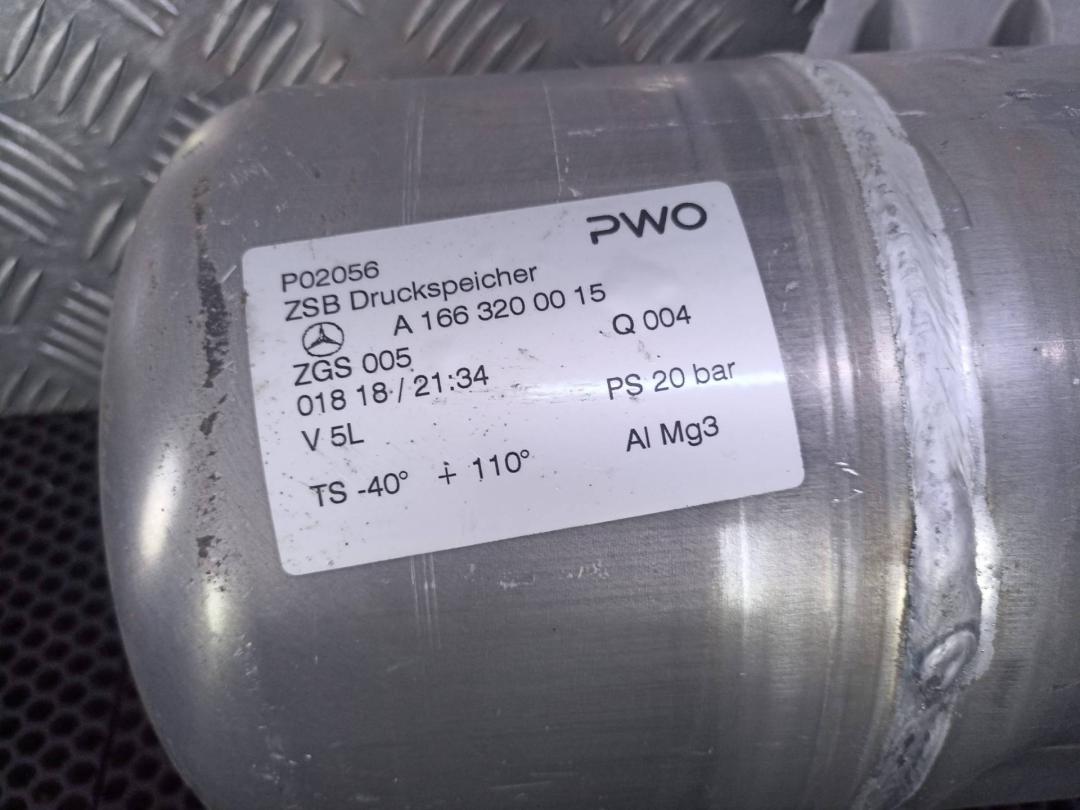 PWO
P02056
ZSB Druckspeicher
A 166 320 00 15
Q 004
ZGS 005
018 18 / 21:34
PS 20 bar
V 5L
Al Mg3
TS -40° + 110°